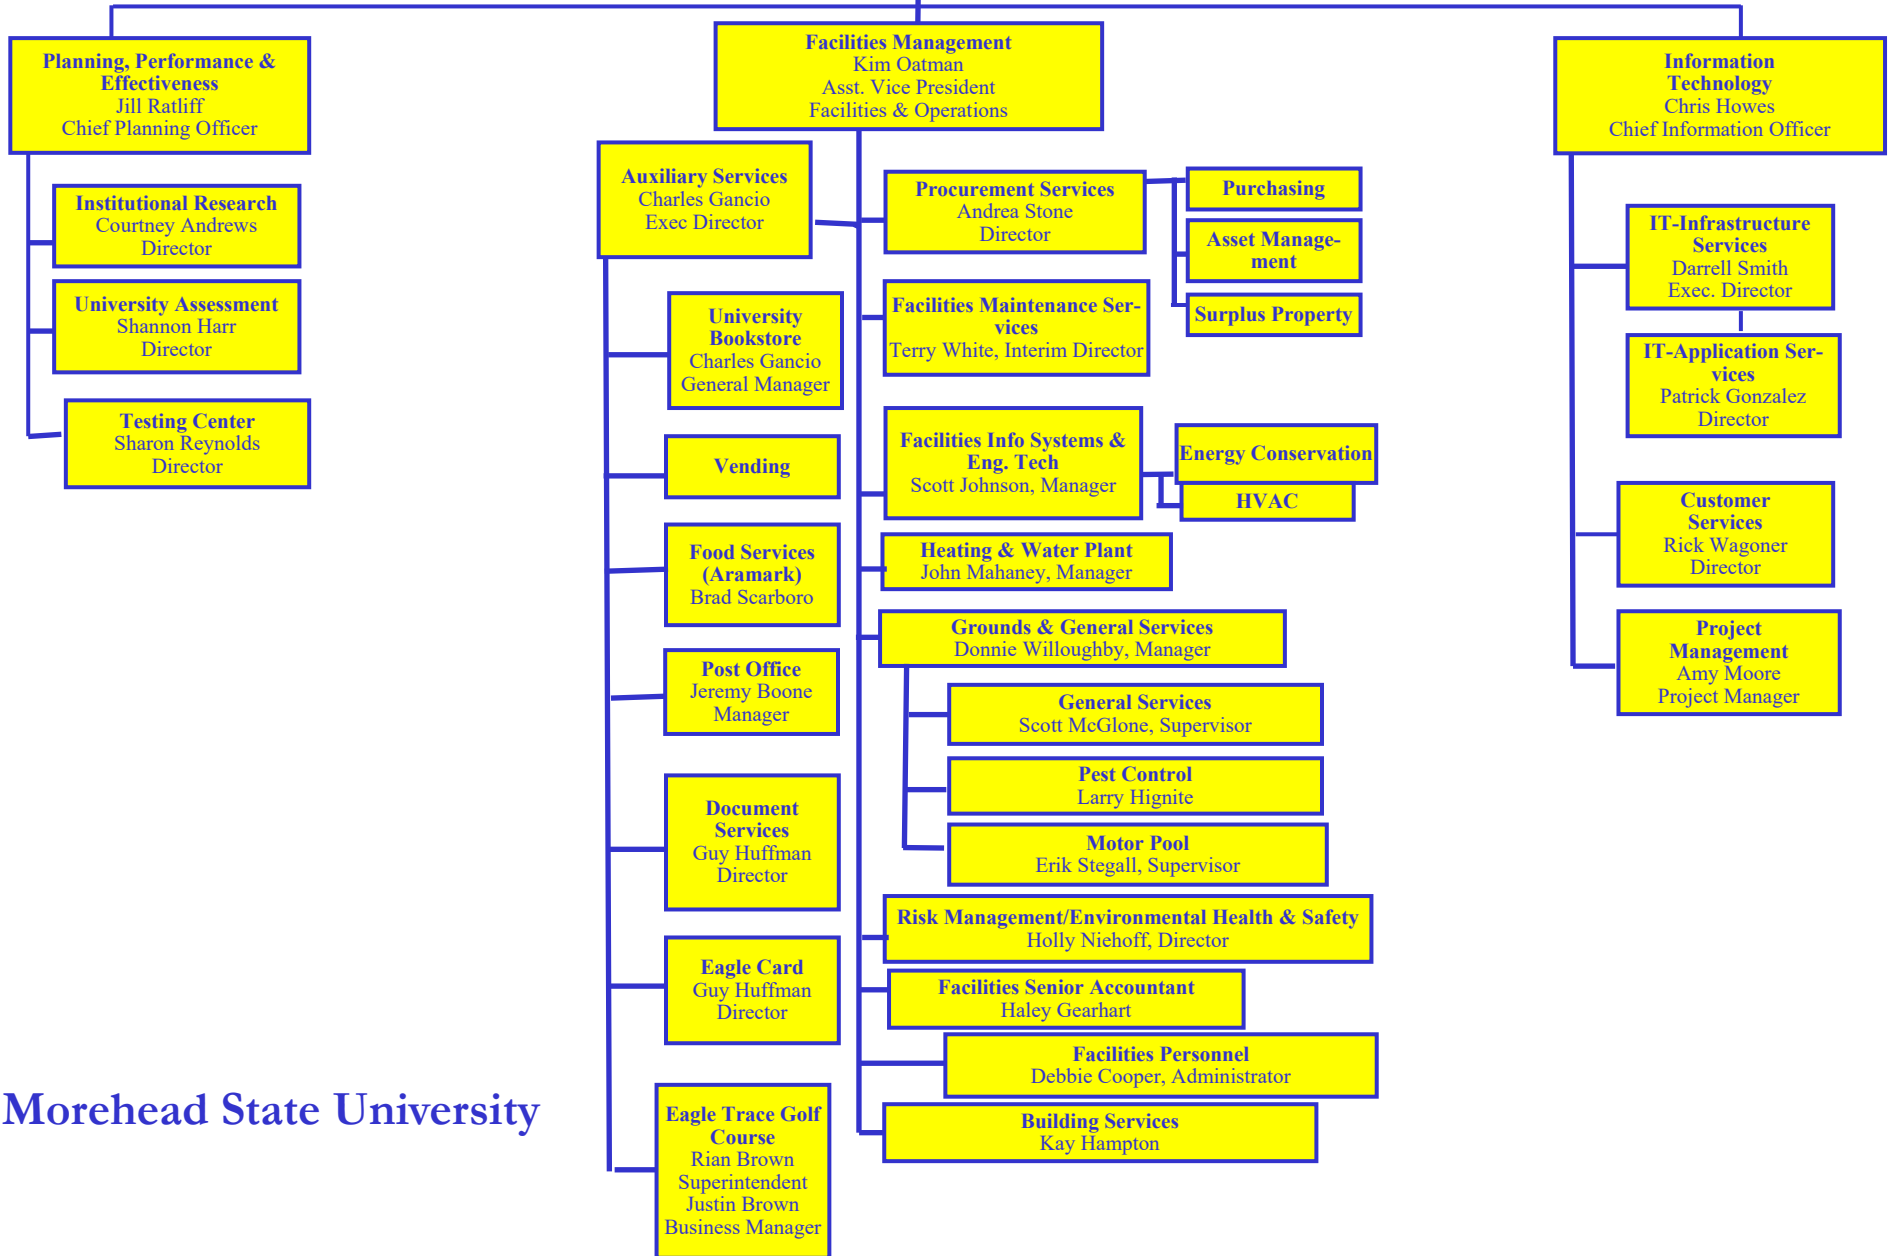 Planning, Performance &
Effectiveness
Jill Ratliff
Chief Planning Officer
Institutional Research
Courtney Andrews
Director
University Assessment
Shannon Harr
Director
Testing Center
Sharon Reynolds
Director
Facilities Management
Kim Oatman
Asst. Vice President
Facilities & Operations
Auxiliary Services
Charles Gancio
Exec Director
University
Bookstore
Charles Gancio
General Manager
Vending
Food Services
(Aramark)
Brad Scarboro
Post Office
Jeremy Boone
Manager
Document
Services
Guy Huffman
Director
Eagle Card
Guy Huffman
Director
Eagle Trace Golf
Course
Rian Brown
Superintendent
Justin Brown
Business Manager
Procurement Services
Andrea Stone
Director
Purchasing
Asset Manage-
ment
Surplus Property
Facilities Maintenance Ser-
vices
Terry White, Interim Director
Facilities Info Systems &
Eng. Tech
Scott Johnson, Manager
Energy Conservation
HVAC
Heating & Water Plant
John Mahaney, Manager
Grounds & General Services
Donnie Willoughby, Manager
General Services
Scott McGlone, Supervisor
Pest Control
Larry Hignite
Motor Pool
Erik Stegall, Supervisor
Risk Management/Environmental Health & Safety
Holly Niehoff, Director
Facilities Senior Accountant
Haley Gearhart
Facilities Personnel
Debbie Cooper, Administrator
Building Services
Kay Hampton
Information
Technology
Chris Howes
Chief Information Officer
IT-Infrastructure
Services
Darrell Smith
Exec. Director
IT-Application Ser-
vices
Patrick Gonzalez
Director
Customer
Services
Rick Wagoner
Director
Project
Management
Amy Moore
Project Manager
Morehead State University